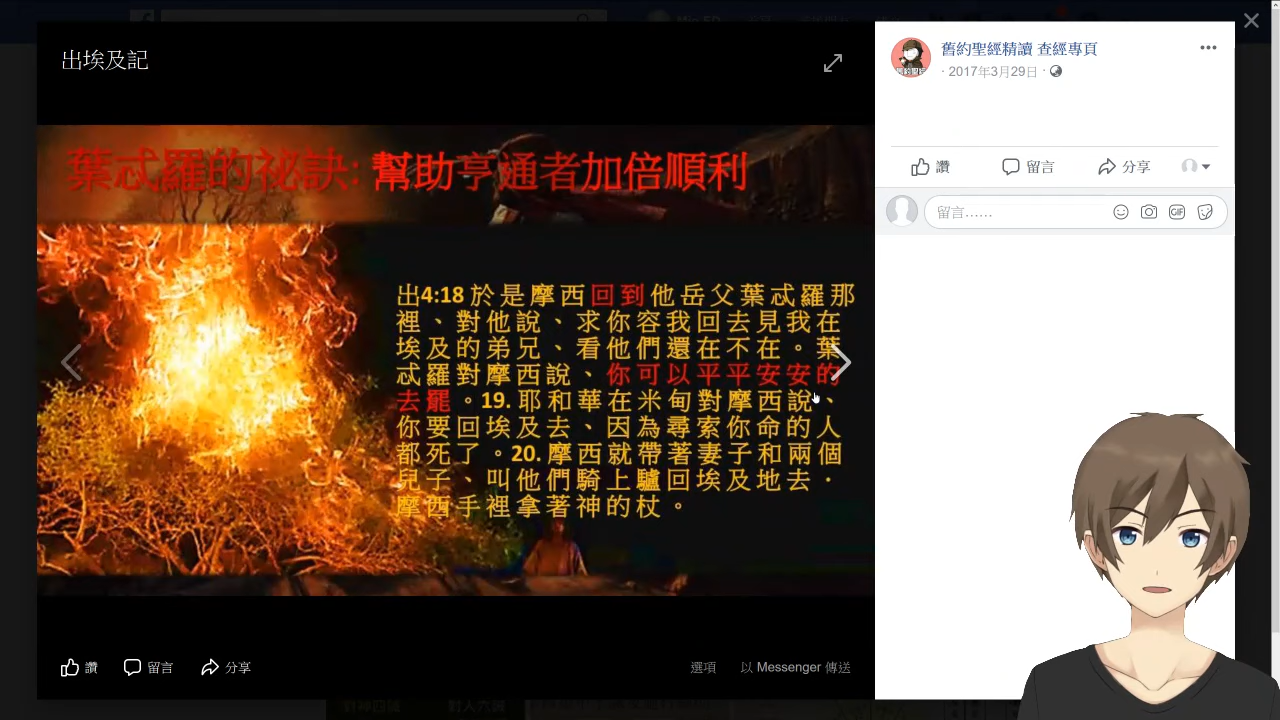 出埃及記
葉忒羅的祕訣: 幫助亨通者加倍順利
出4:18 於是摩西回到他岳父葉忒羅那
裡、對他說、求你容我回去見我在
埃及的弟兄、看他們還在不在。葉
忒羅對摩西說、你可以平平安安的
去罷。19. 耶和華在米甸對摩西說、
你要回埃及去、因為尋索你命的人
都死了。20. 摩西就帶著妻子和兩個
兒子、叫他們騎上驢回埃及地去．
摩西手裡拿著神的杖。
讚 留言 分享
選項 以 Messenger 傳送
舊約聖經精讀 查經專頁
· 2017年3月29日 ·
讚 留言 分享
留言......
GIF